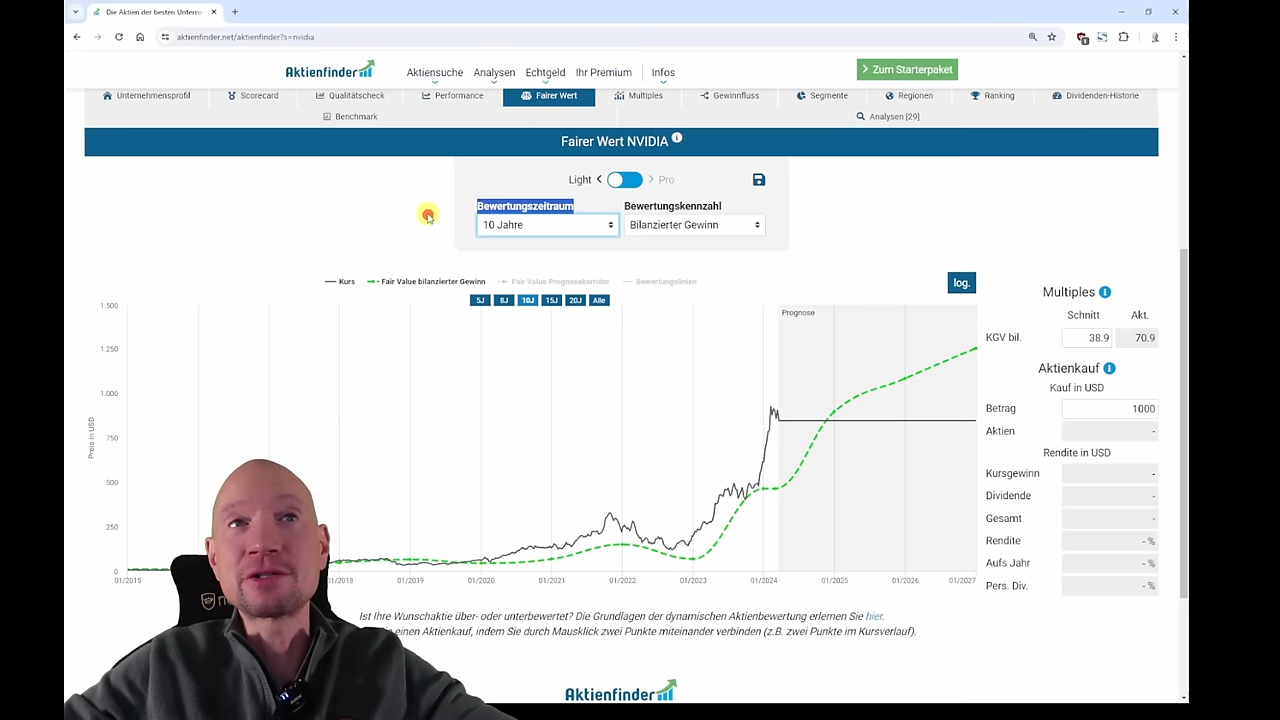 Die Aktien der besten Unterne
aktienfinder.net/aktienfinder?s=nvidia
Aktienfinder
Aktiensuche
Analysen
Echtgeld
Ihr Premium
Infos
Zum Starterpaket
Unternehmensprofil
Scorecard
Qualitätscheck
Performance
Fairer Wert
Multiples
Gewinnfluss
Segmente
Regionen
Ranking
Dividenden-Historie
Benchmark
Analysen [29]
Fairer Wert NVIDIA
Light
Pro
Bewertungszeitraum
Bewertungskennzahl
10 Jahre
Bilanzierter Gewinn
Kurs
Fair Value bilanzierter Gewinn
Fair Value Prognosekorridor
Bewertungslinien
log.
5J
8J
10J
15J
20J
Alle
Prognose
1.500
1.250
1.000
750
500
250
0
Preis in USD
01/2015
01/2018
01/2019
01/2020
01/2021
01/2022
01/2023
01/2024
01/2025
01/2026
01/2027
Multiples
Schnitt
Akt.
KGV bil.
38.9
70.9
Aktienkauf
Kauf in USD
Betrag
1000
Aktien
-
Rendite in USD
Kursgewinn
-
Dividende
-
Gesamt
-
Rendite
- %
Aufs Jahr
- %
Pers. Div.
- %
Ist Ihre Wunschaktie über- oder unterbewertet? Die Grundlagen der dynamischen Aktienbewertung erlernen Sie hier.
einen Aktienkauf, indem Sie durch Mausklick zwei Punkte miteinander verbinden (z.B. zwei Punkte im Kursverlauf).
Aktienfinder